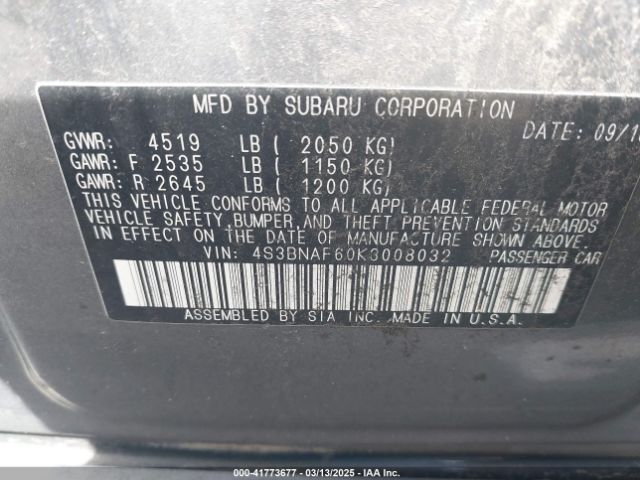 MFD BY SUBARU CORPORATION
DATE: 09/1
GVWR: 4519 LB ( 2050 KG)
GAWR: F 2535 LB ( 1150 KG)
GAWR: R 2645 LB ( 1200 KG)
THIS VEHICLE CONFORMS TO ALL APPLICABLE FEDERAL MOTOR
VEHICLE SAFETY, BUMPER, AND THEFT PREVENTION STANDARDS
IN EFFECT ON THE DATE OF MANUFACTURE SHOWN ABOVE.
VIN: 4S3BNAF60K3008032 PASSENGER CAR
ASSEMBLED BY SIA INC. MADE IN U.S.A.
000-41773677 - 03/13/2025 - IAA Inc.